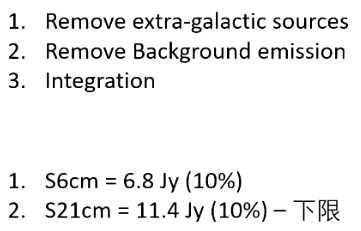 1. Remove extra-galactic sources
2. Remove Background emission
3. Integration
1. S6cm = 6.8 Jy (10%)
2. S21cm = 11.4 Jy (10%) – 下限